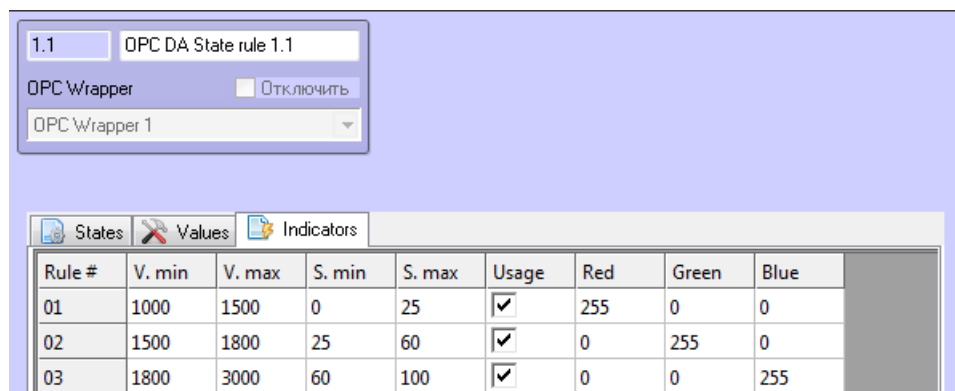 1.1 OPC DA State rule 1.1
OPC Wrapper Отключить
OPC Wrapper 1
States Values Indicators
Rule # V. min V. max S. min S. max Usage Red Green Blue
01 1000 1500 0 25 255 0 0
02 1500 1800 25 60 0 255 0
03 1800 3000 60 100 0 0 255